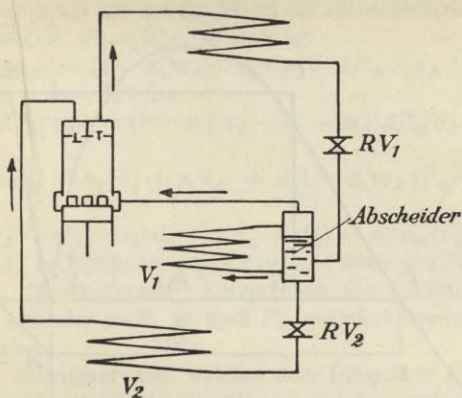 RV₁
Abscheider
V₁
RV₂
V₂